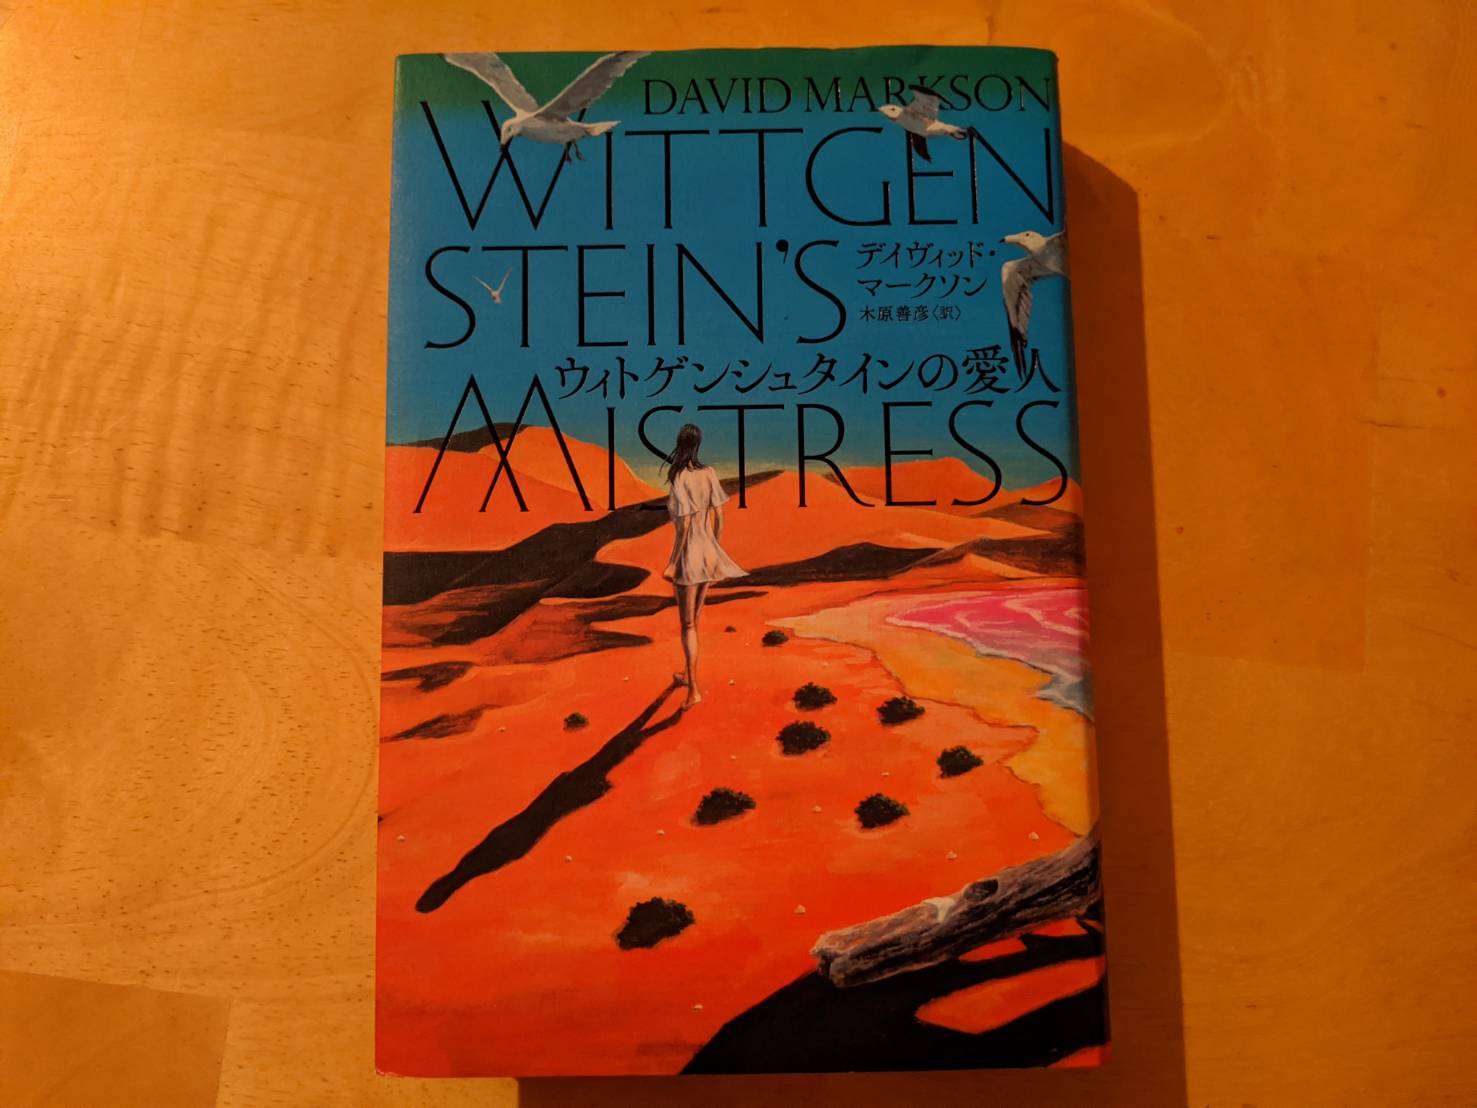 DAVID MARKSON
WITTGEN
STEIN'S
デイヴィッド・
マークソン
木原善彦〈訳〉
ウィトゲンシュタインの愛人
MISTRESS